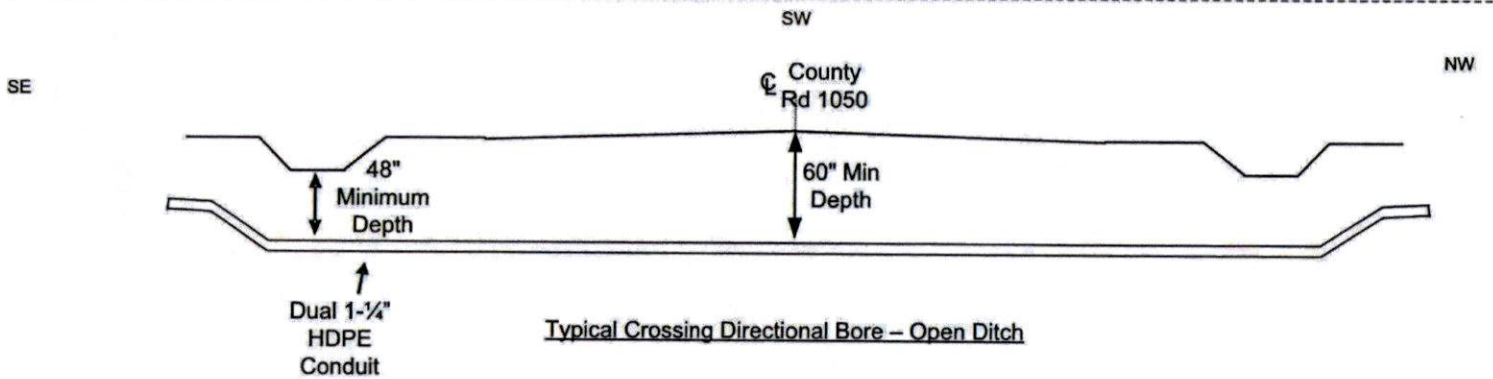 SW
SE
NW
℄ County
Rd 1050
48"
Minimum
Depth
60" Min
Depth
Dual 1-¼"
HDPE
Conduit
Typical Crossing Directional Bore – Open Ditch